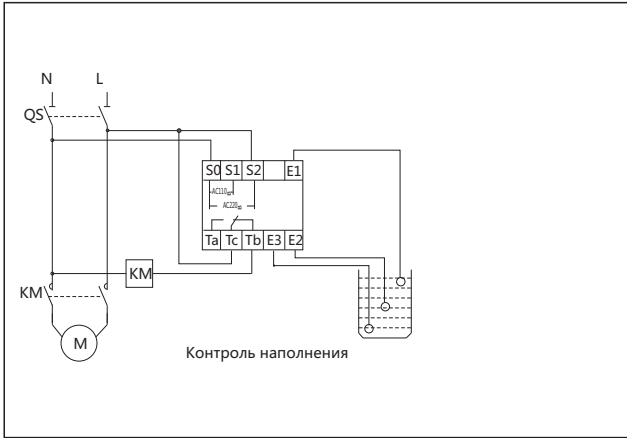 N L
QS
S0 S1 S2 E1
AC110
AC220
Ta Tc Tb E3 E2
KM
KM
M
Контроль наполнения